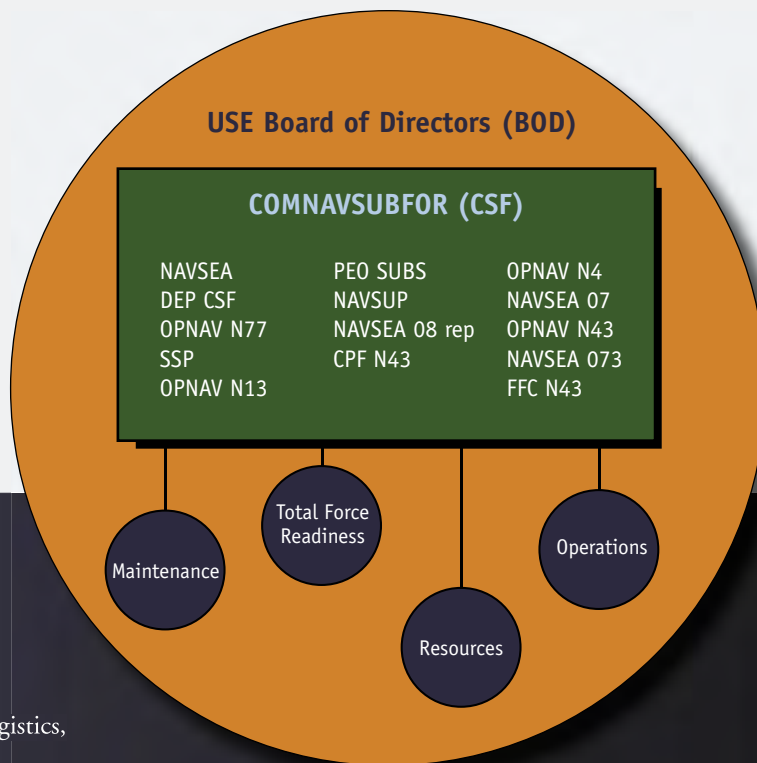 USE Board of Directors (BOD)
COMNAVSUBFOR (CSF)
NAVSEA
DEP CSF
OPNAV N77
SSP
OPNAV N13
PEO SUBS
NAVSUP
NAVSEA 08 rep
CPF N43
OPNAV N4
NAVSEA 07
OPNAV N43
NAVSEA 073
FFC N43
Maintenance
Total Force
Readiness
Resources
Operations
gistics,